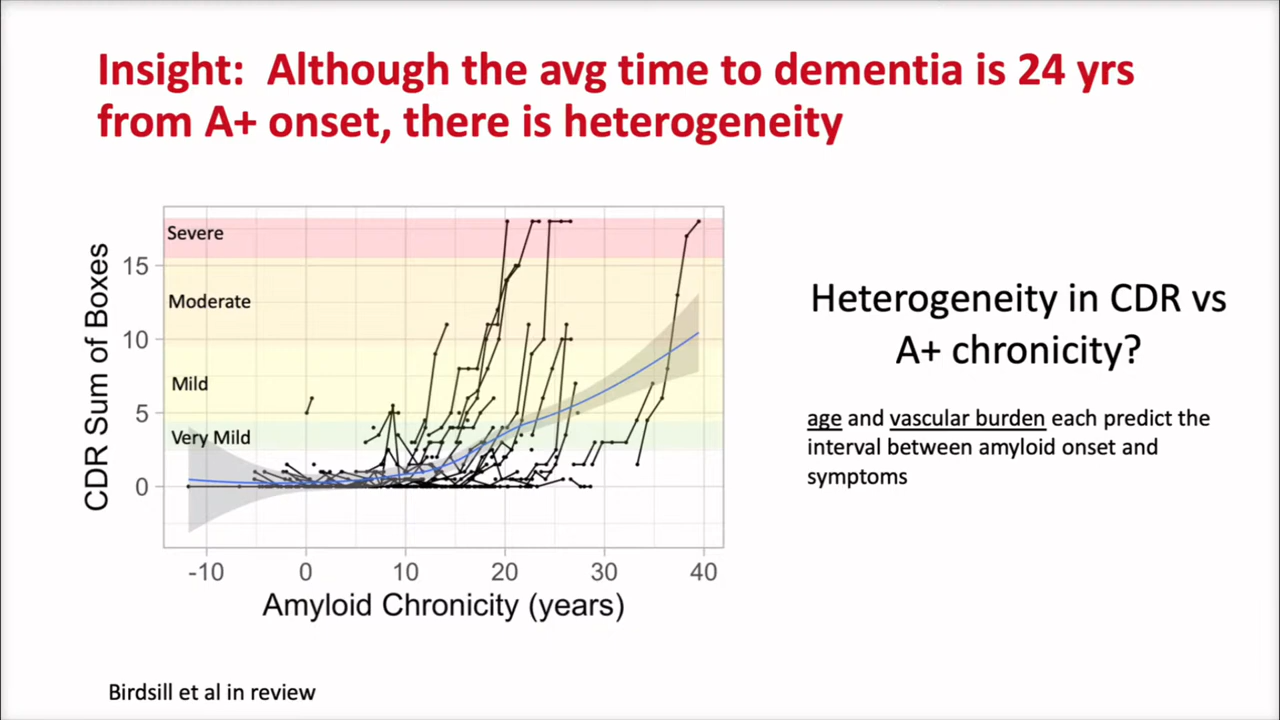 Insight:  Although the avg time to dementia is 24 yrs
from A+ onset, there is heterogeneity
CDR Sum of Boxes
15
10
5
0
Severe
Moderate
Mild
Very Mild
-10 0 10 20 30 40
Amyloid Chronicity (years)
Heterogeneity in CDR vs
A+ chronicity?
age and vascular burden each predict the
interval between amyloid onset and
symptoms
Birdsill et al in review